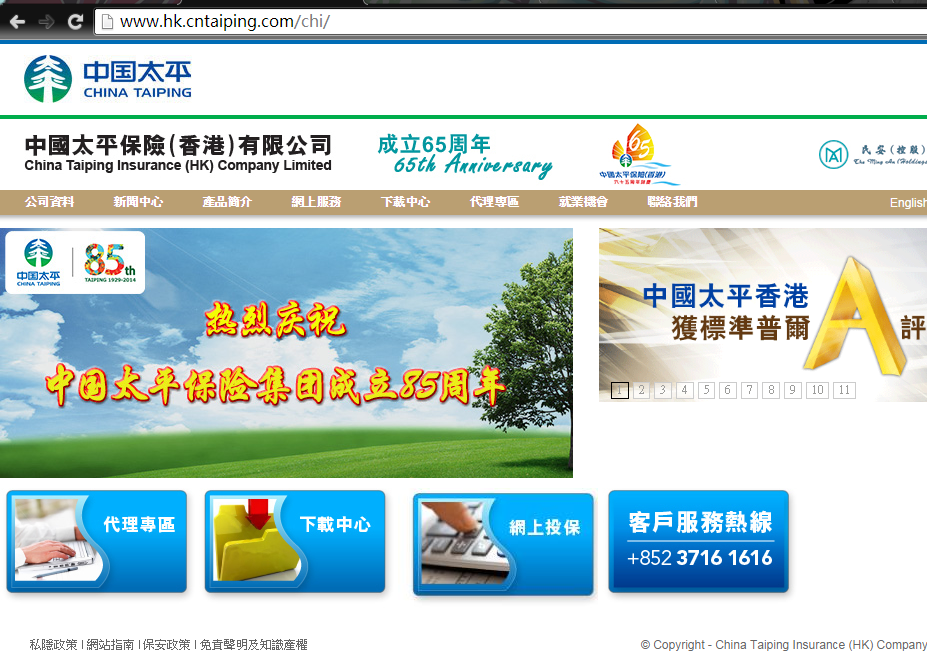 www.hk.cntaiping.com/chi/
中国太平
CHINA TAIPING
中國太平保險(香港)有限公司
China Taiping Insurance (HK) Company Limited
成立65周年
65th Anniversary
65
中國太平保險(香港)
六十五周年誌慶
民安(控股)
The Ming An (Holdings
公司資料 新聞中心 產品簡介 網上服務 下載中心 代理專區 就業機會 聯絡我們 English
中国太平
CHINA TAIPING
85th
TAIPING 1929-2014
热烈庆祝
中国太平保险集团成立85周年
中國太平香港
獲標準普爾A評
1 2 3 4 5 6 7 8 9 10 11
代理專區
下載中心
網上投保
客戶服務熱線
+852 3716 1616
私隱政策 | 網站指南 | 保安政策 | 免責聲明及知識產權
© Copyright - China Taiping Insurance (HK) Company